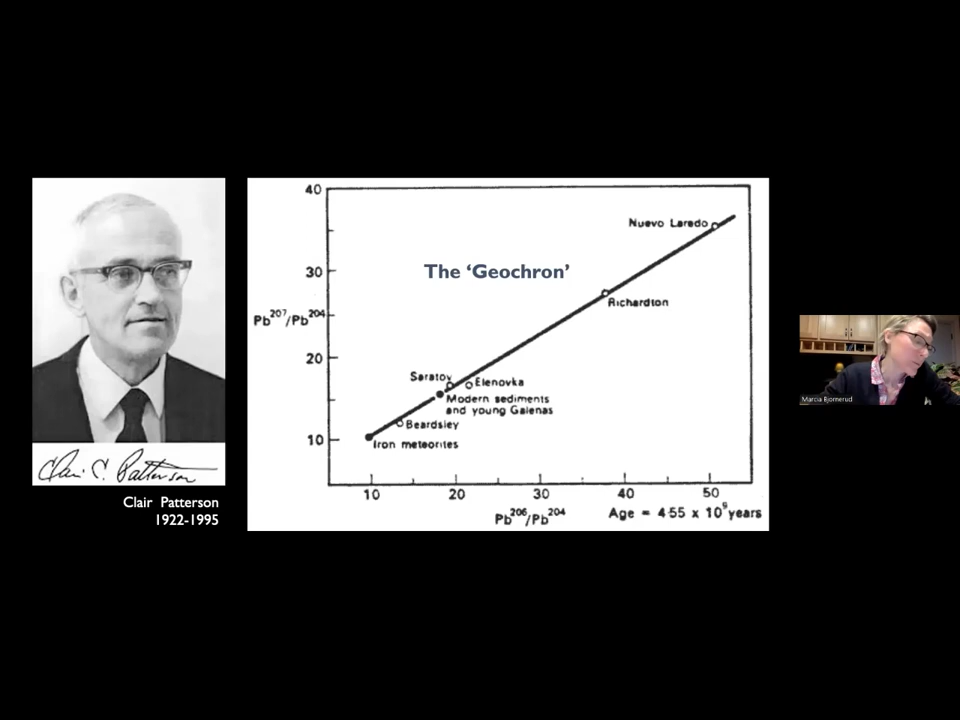 40
Nuevo Laredo
30
The ‘Geochron’
Richardton
Pb207/Pb204
20
Saratov
Elenovka
Modern sediments
and young Galenas
Beardsley
10
Iron meteorites
10 20 30 40 50
Pb206/Pb204
Age = 4.55 x 109 years
Clair C. Patterson
Clair Patterson
1922-1995
Marcia Bjornerud